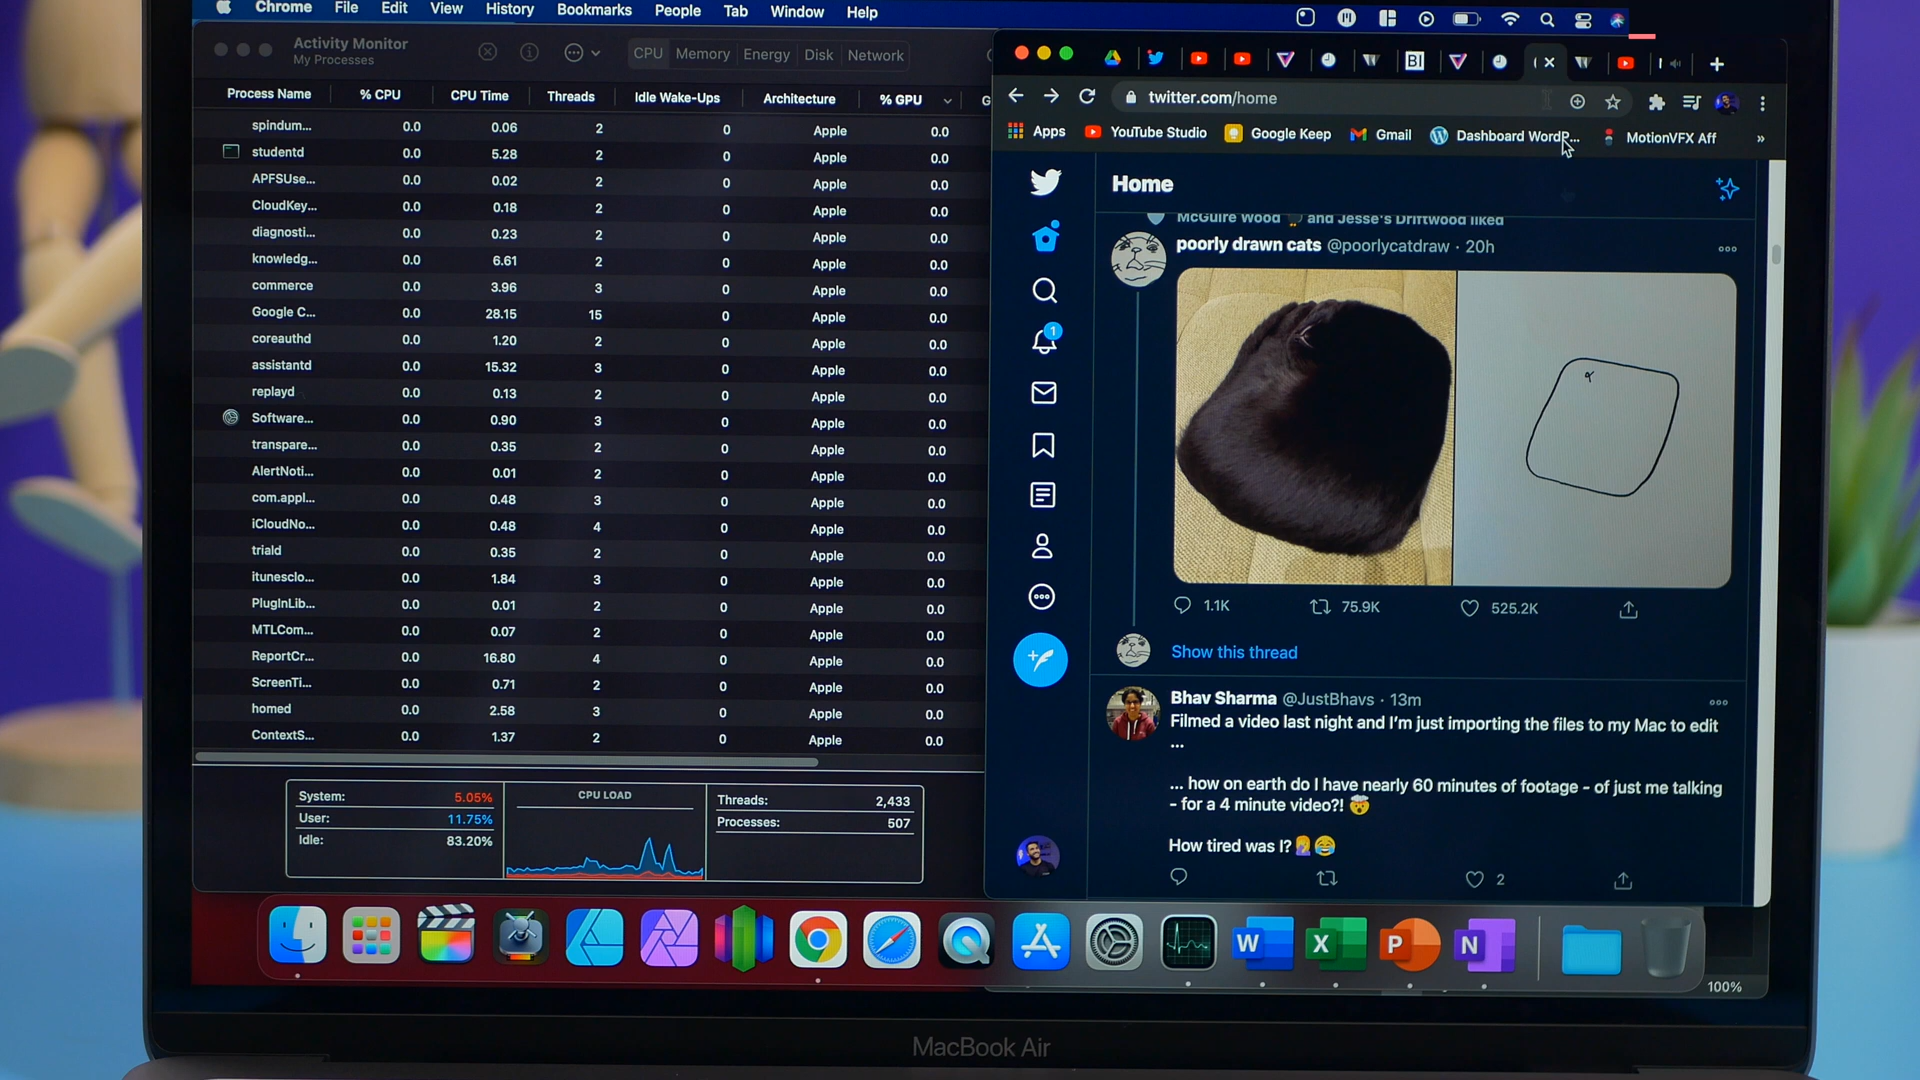 Chrome File Edit View History Bookmarks People Tab Window Help
Activity Monitor
My Processes
CPU Memory Energy Disk Network
Process Name % CPU CPU Time Threads Idle Wake-Ups Architecture % GPU G
spindum... 0.0 0.06 2 0 Apple 0.0
studentd 0.0 5.28 2 0 Apple 0.0
APFSUse... 0.0 0.02 2 0 Apple 0.0
CloudKey... 0.0 0.18 2 0 Apple 0.0
diagnosti... 0.0 0.23 2 0 Apple 0.0
knowledg... 0.0 6.61 2 0 Apple 0.0
commerce 0.0 3.96 3 0 Apple 0.0
Google C... 0.0 28.15 15 0 Apple 0.0
coreauthd 0.0 1.20 2 0 Apple 0.0
assistantd 0.0 15.32 3 0 Apple 0.0
replayd 0.0 0.13 2 0 Apple 0.0
Software... 0.0 0.90 3 0 Apple 0.0
transpare... 0.0 0.35 2 0 Apple 0.0
AlertNoti... 0.0 0.01 2 0 Apple 0.0
com.appl... 0.0 0.48 3 0 Apple 0.0
iCloudNo... 0.0 0.48 4 0 Apple 0.0
triald 0.0 0.35 2 0 Apple 0.0
itunesclo... 0.0 1.84 3 0 Apple 0.0
PlugInLib... 0.0 0.01 2 0 Apple 0.0
MTLCom... 0.0 0.07 2 0 Apple 0.0
ReportCr... 0.0 16.80 4 0 Apple 0.0
ScreenTi... 0.0 0.71 2 0 Apple 0.0
homed 0.0 2.58 3 0 Apple 0.0
ContextS... 0.0 1.37 2 0 Apple 0.0
System: 5.05%
User: 11.75%
Idle: 83.20%
CPU LOAD
Threads: 2,433
Processes: 507
BI
twitter.com/home
Apps YouTube Studio Google Keep Gmail Dashboard WordP... MotionVFX Aff »
Home
McGuire Wood and Jesse's Driftwood liked
poorly drawn cats @poorlycatdraw · 20h
1
1.1K 75.9K 525.2K
Show this thread
Bhav Sharma @JustBhavs · 13m
Filmed a video last night and I'm just importing the files to my Mac to edit
...
... how on earth do I have nearly 60 minutes of footage - of just me talking
- for a 4 minute video?! 🤯
How tired was I? 🤦😂
2
W X P N
100%
MacBook Air